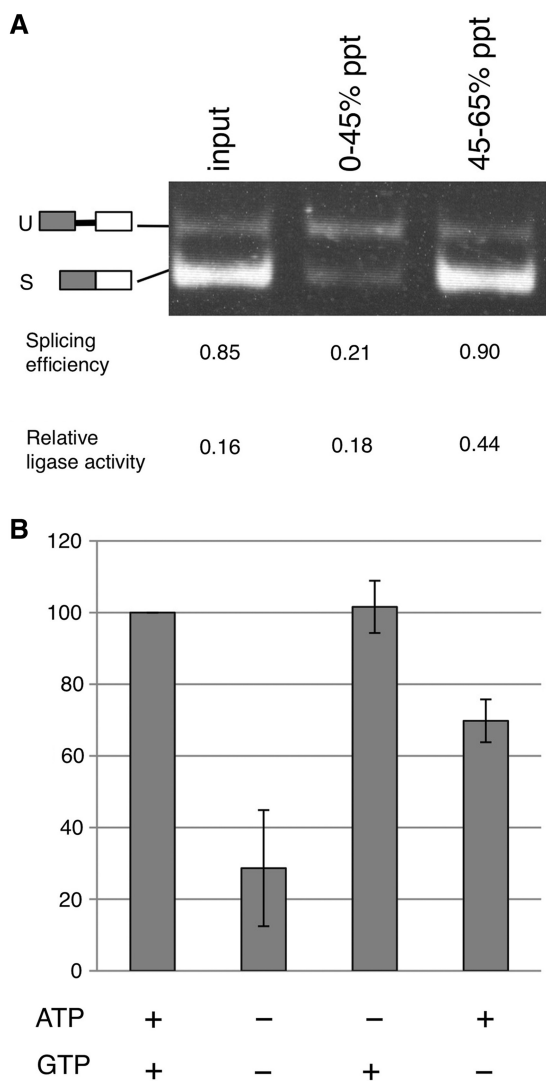 A
input
0-45% ppt
45-65% ppt
U
S
Splicing
efficiency
0.85 0.21 0.90
Relative
ligase activity
0.16 0.18 0.44
B
120
100
80
60
40
20
0
ATP + − − +
GTP + − + −